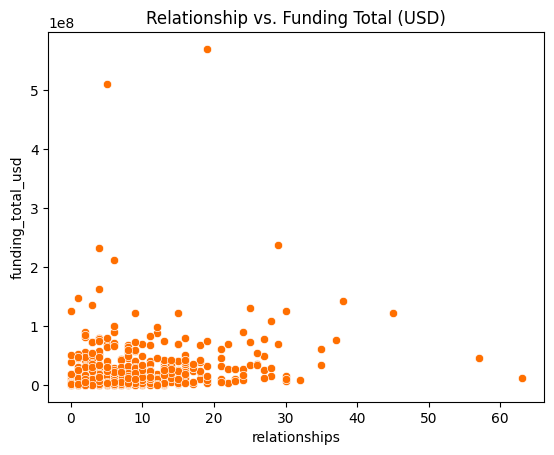 Relationship vs. Funding Total (USD)
1e8
5
4
3
2
1
0
funding_total_usd
0 10 20 30 40 50 60
relationships